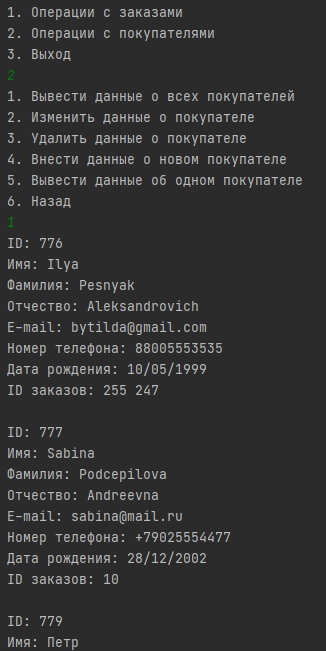 1. Операции с заказами
2. Операции с покупателями
3. Выход
2
1. Вывести данные о всех покупателей
2. Изменить данные о покупателе
3. Удалить данные о покупателе
4. Внести данные о новом покупателе
5. Вывести данные об одном покупателе
6. Назад
1
ID: 776
Имя: Ilya
Фамилия: Pesnyak
Отчество: Aleksandrovich
E-mail: bytilda@gmail.com
Номер телефона: 88005553535
Дата рождения: 10/05/1999
ID заказов: 255 247
ID: 777
Имя: Sabina
Фамилия: Podcepilova
Отчество: Andreevna
E-mail: sabina@mail.ru
Номер телефона: +79025554477
Дата рождения: 28/12/2002
ID заказов: 10
ID: 779
Имя: Петр